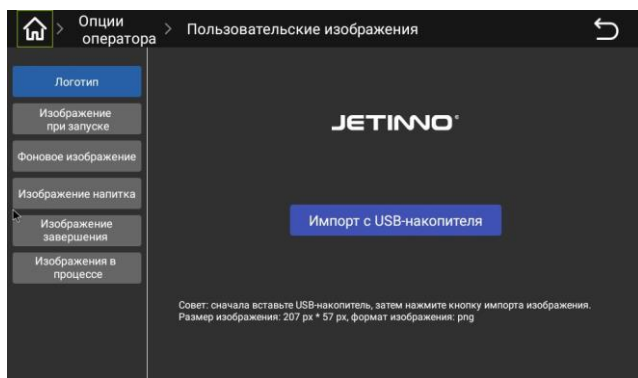 Опции
оператора
Пользовательские изображения
Логотип
Изображение
при запуске
Фоновое изображение
Изображение напитка
Изображение
завершения
Изображения в
процессе
JETINNO
Импорт с USB-накопителя
Совет: сначала вставьте USB-накопитель, затем нажмите кнопку импорта изображения.
Размер изображения: 207 px * 57 px, формат изображения: png